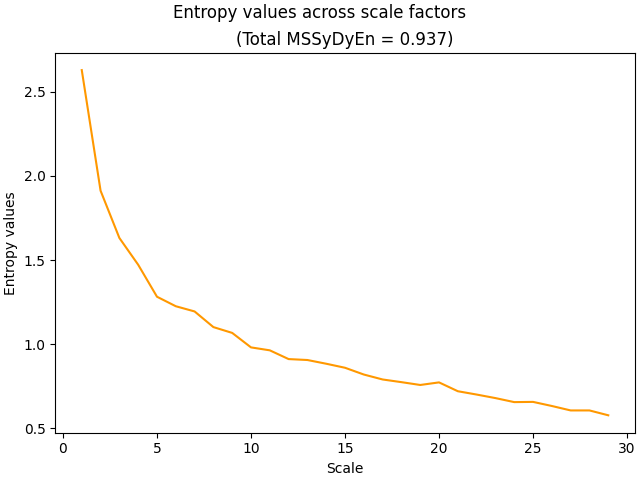 Entropy values across scale factors
(Total MSSyDyEn = 0.937)
Entropy values
2.5
2.0
1.5
1.0
0.5
0 5 10 15 20 25 30
Scale